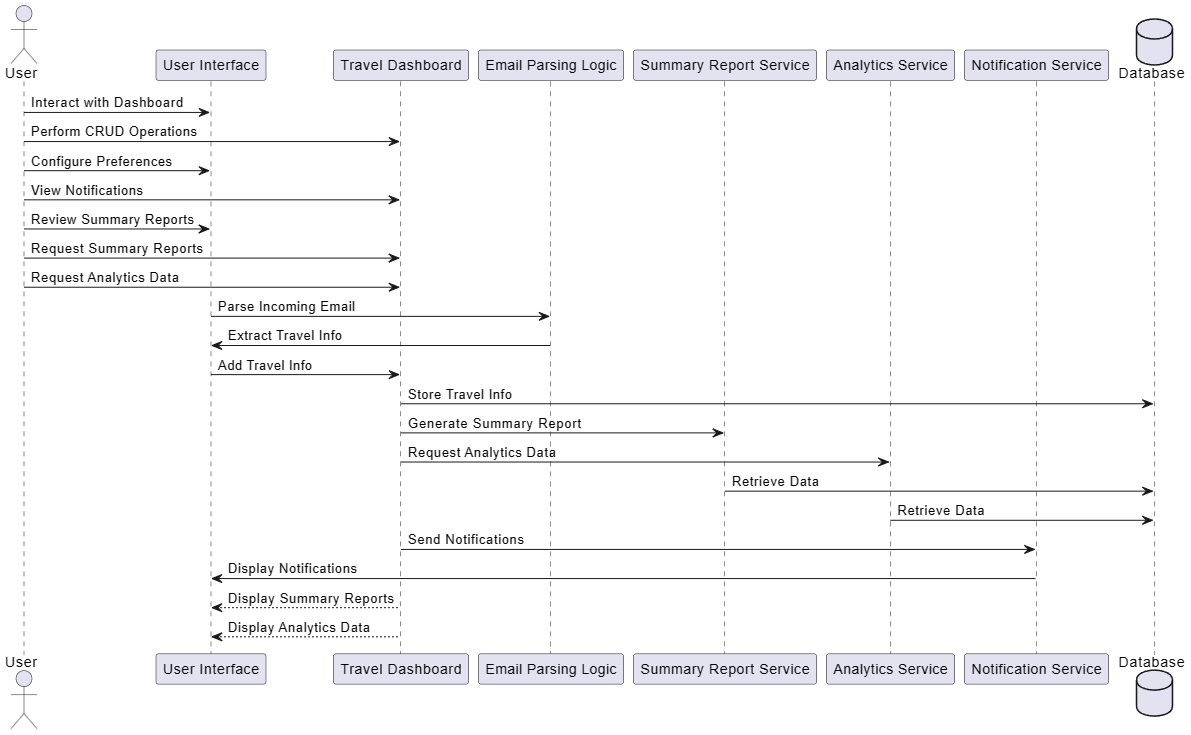 User
User Interface
Travel Dashboard
Email Parsing Logic
Summary Report Service
Analytics Service
Notification Service
Database
Interact with Dashboard
Perform CRUD Operations
Configure Preferences
View Notifications
Review Summary Reports
Request Summary Reports
Request Analytics Data
Parse Incoming Email
Extract Travel Info
Add Travel Info
Store Travel Info
Generate Summary Report
Request Analytics Data
Retrieve Data
Retrieve Data
Send Notifications
Display Notifications
Display Summary Reports
Display Analytics Data
User
User Interface
Travel Dashboard
Email Parsing Logic
Summary Report Service
Analytics Service
Notification Service
Database